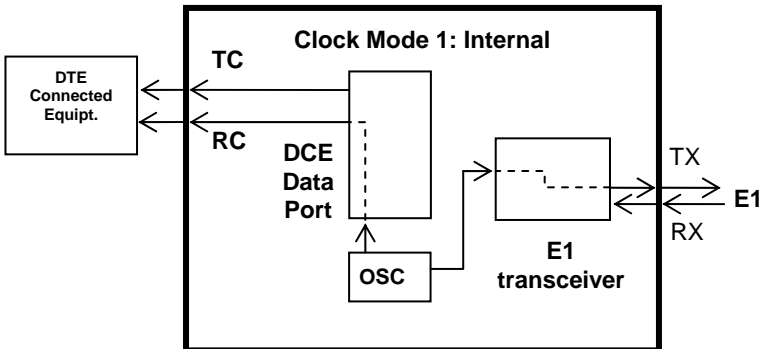 Clock Mode 1: Internal
TC
DTE
Connected
Equipt.
RC
DCE
Data
Port
TX
E1
RX
OSC
E1
transceiver